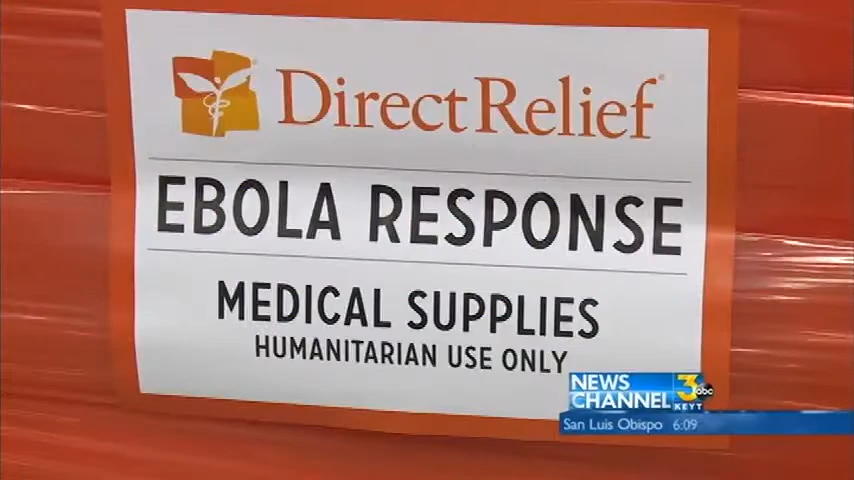 DirectRelief
EBOLA RESPONSE
MEDICAL SUPPLIES
HUMANITARIAN USE ONLY
NEWS
CHANNEL 3 abc
KEYT
San Luis Obispo 6:09